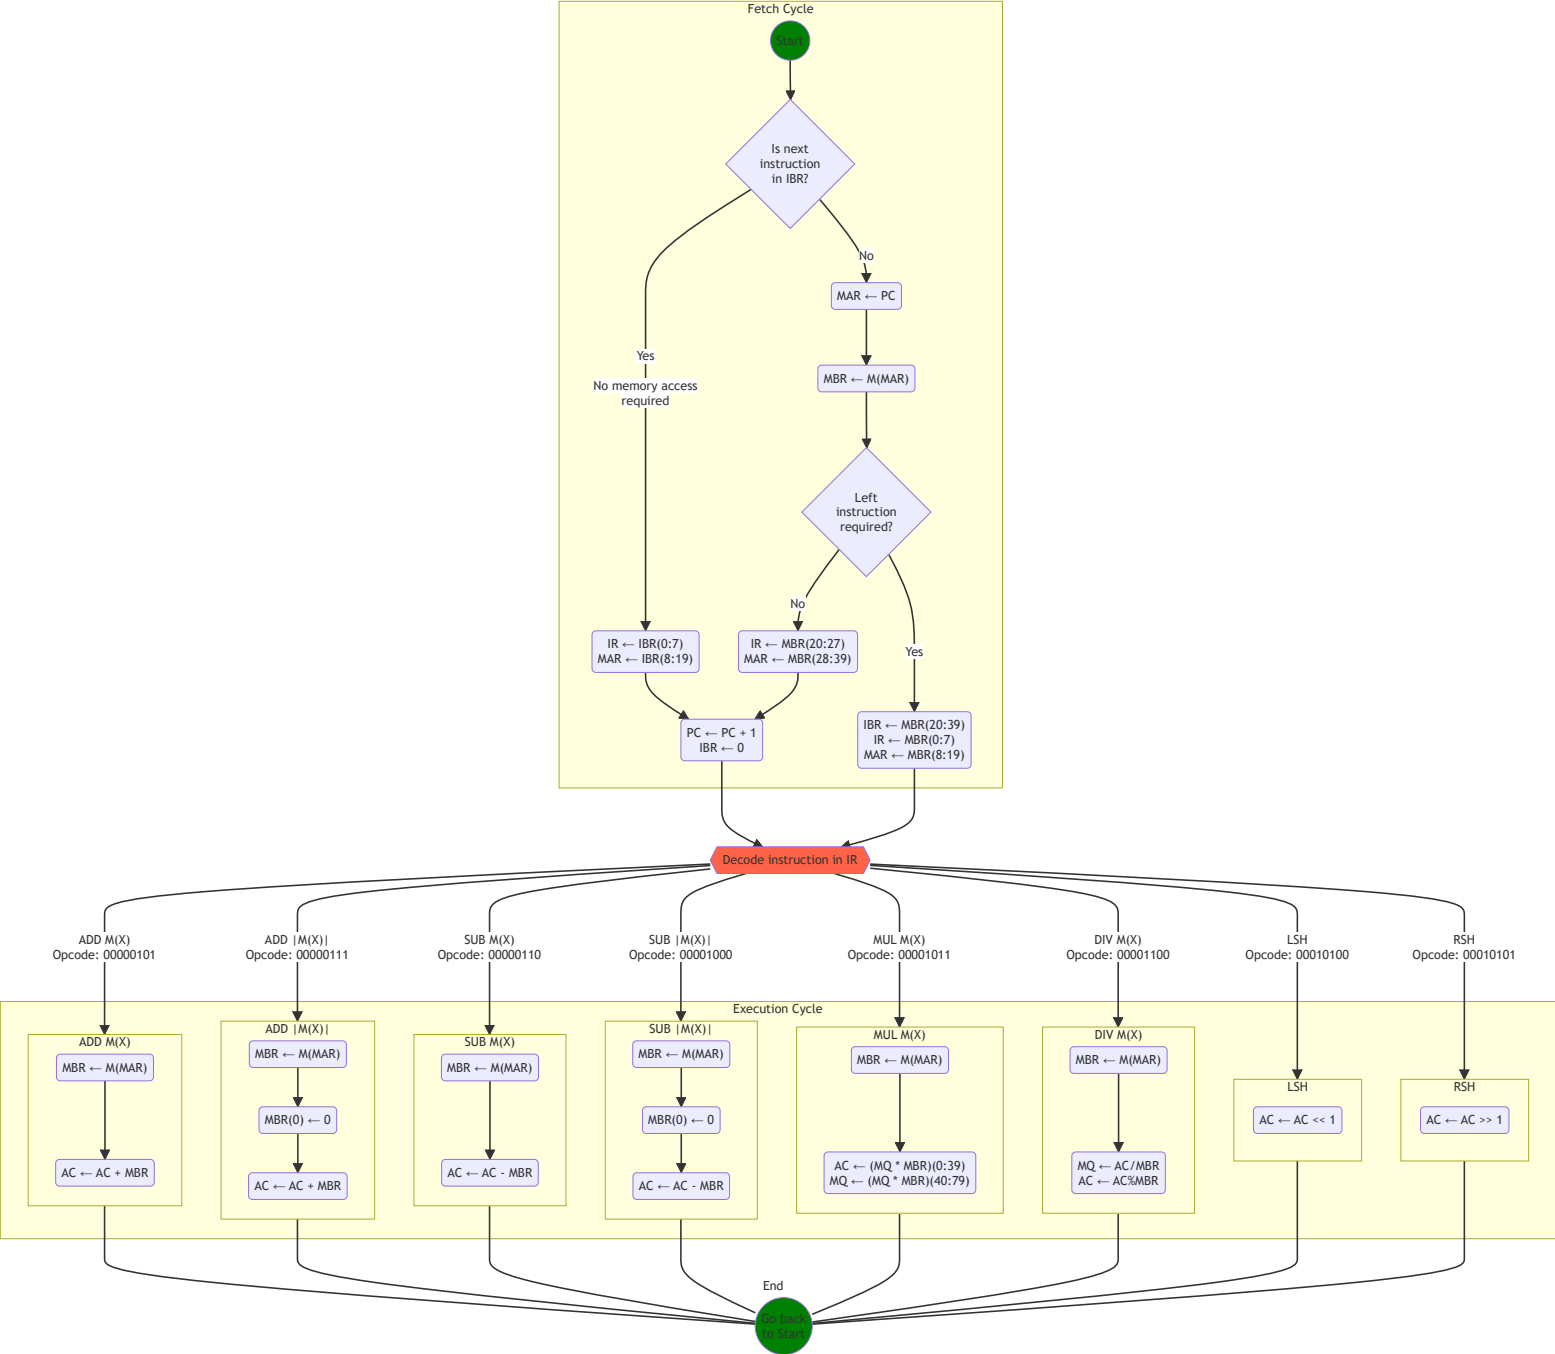 Fetch Cycle
Start
Is next
instruction
in IBR?
No
MAR ← PC
Yes
No memory access
required
MBR ← M(MAR)
Left
instruction
required?
No
Yes
IR ← IBR(0:7)
MAR ← IBR(8:19)
IR ← MBR(20:27)
MAR ← MBR(28:39)
PC ← PC + 1
IBR ← 0
IBR ← MBR(20:39)
IR ← MBR(0:7)
MAR ← MBR(8:19)
Decode instruction in IR
ADD M(X)
Opcode: 00000101
ADD |M(X)|
Opcode: 00000111
SUB M(X)
Opcode: 00000110
SUB |M(X)|
Opcode: 00001000
MUL M(X)
Opcode: 00001011
DIV M(X)
Opcode: 00001100
LSH
Opcode: 00010100
RSH
Opcode: 00010101
Execution Cycle
ADD M(X)
MBR ← M(MAR)
AC ← AC + MBR
ADD |M(X)|
MBR ← M(MAR)
MBR(0) ← 0
AC ← AC + MBR
SUB M(X)
MBR ← M(MAR)
AC ← AC - MBR
SUB |M(X)|
MBR ← M(MAR)
MBR(0) ← 0
AC ← AC - MBR
MUL M(X)
MBR ← M(MAR)
AC ← (MQ * MBR)(0:39)
MQ ← (MQ * MBR)(40:79)
DIV M(X)
MBR ← M(MAR)
MQ ← AC/MBR
AC ← AC%MBR
LSH
AC ← AC << 1
RSH
AC ← AC >> 1
End
Go back
to Start